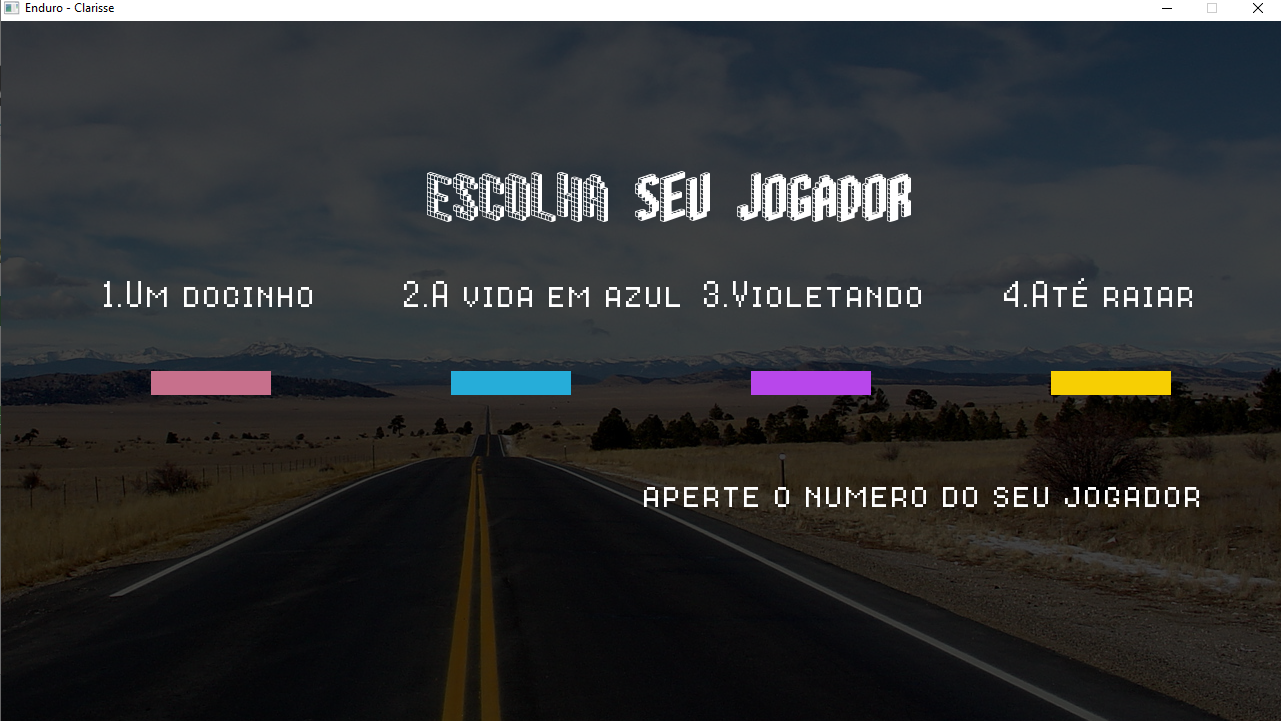 Enduro - Clarisse
ESCOLHA SEU JOGADOR
1.Um docinho 2.A vida em azul 3.Violetando 4.Até raiar
APERTE O NUMERO DO SEU JOGADOR